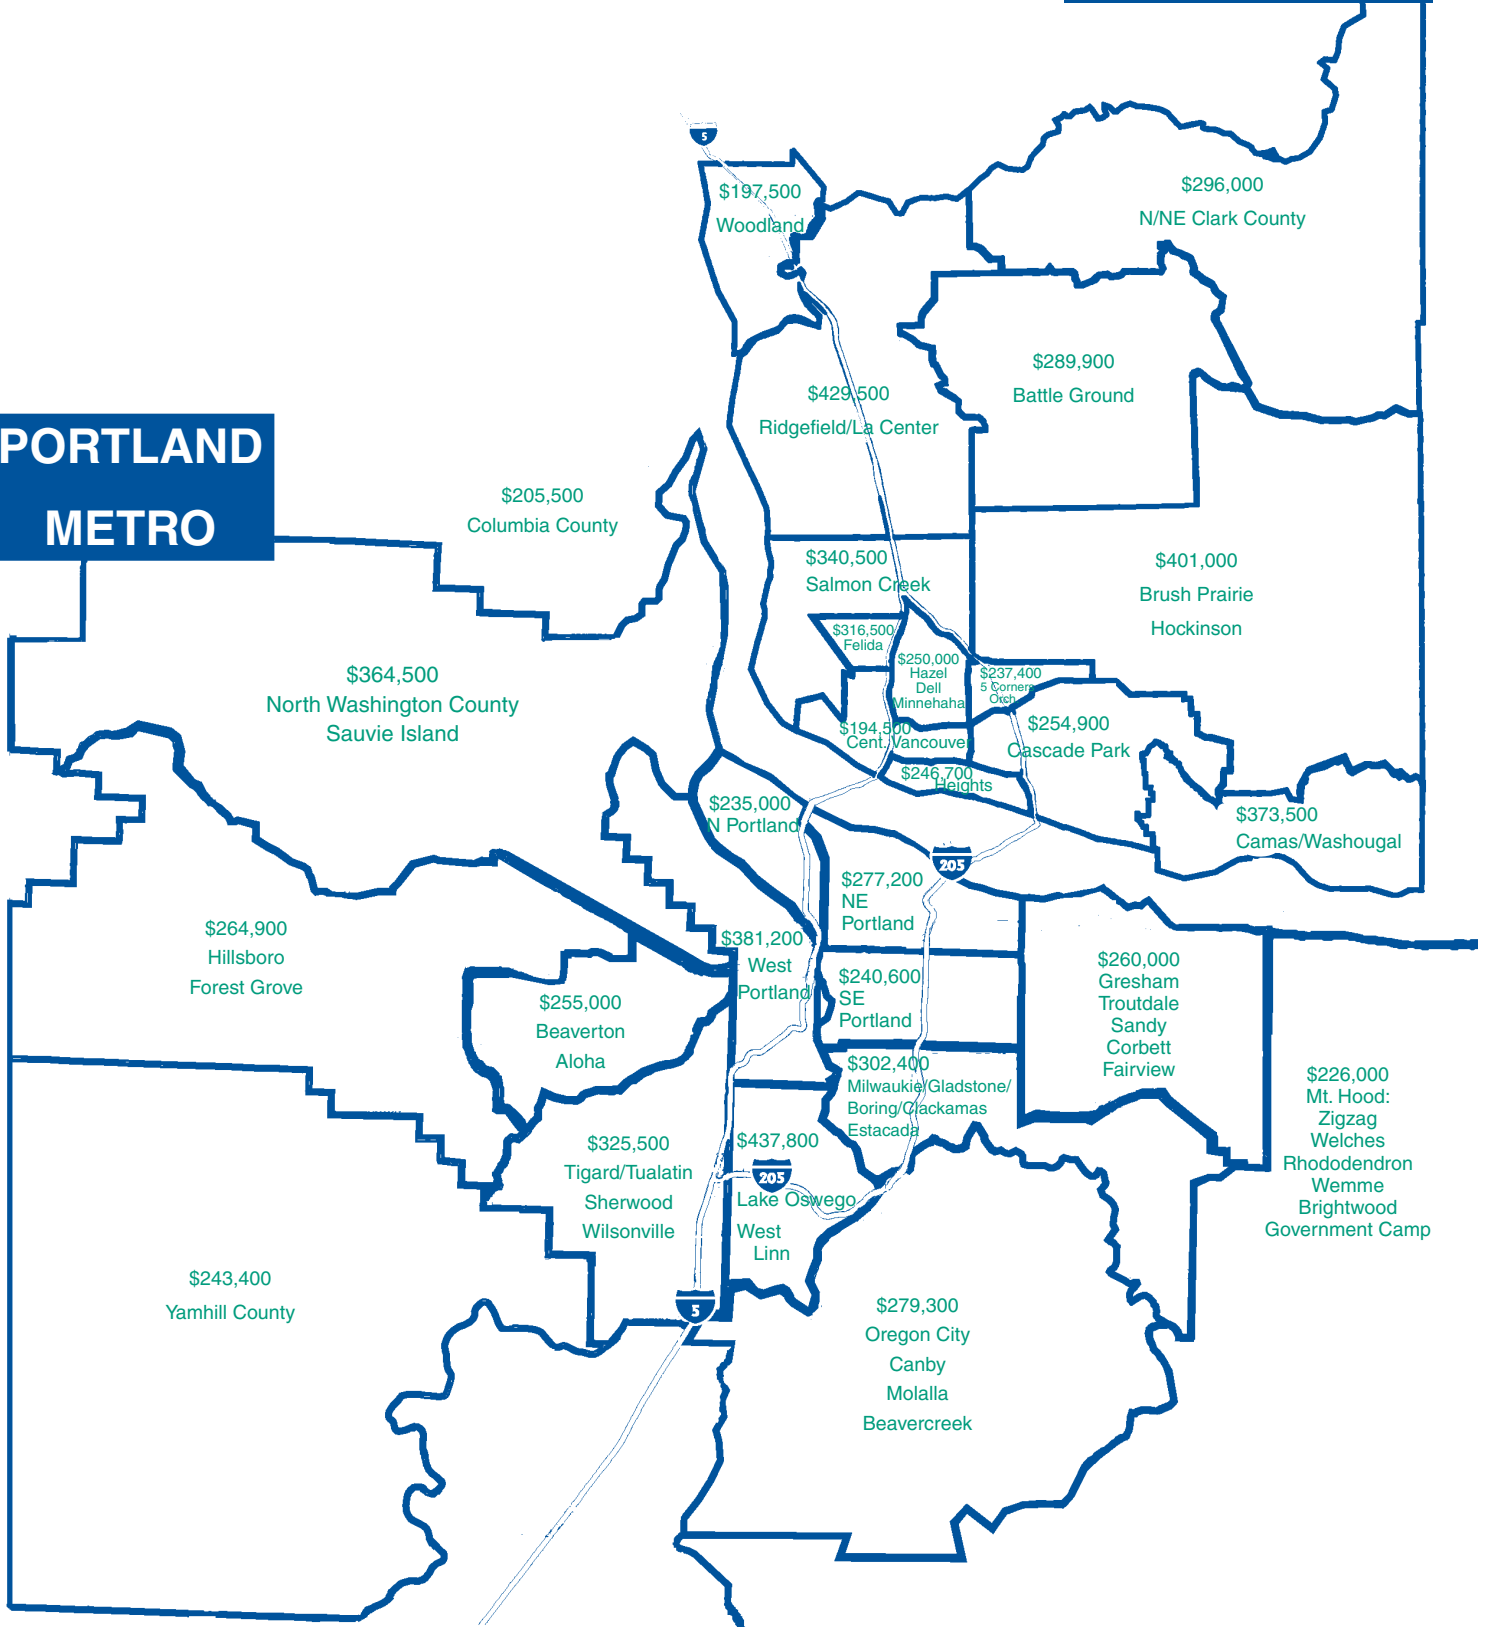 5
$197,500
Woodland
$296,000
N/NE Clark County
$289,900
Battle Ground
$429,500
Ridgefield/La Center
PORTLAND
METRO
$205,500
Columbia County
$340,500
Salmon Creek
$401,000
Brush Prairie
Hockinson
$316,500
Felida
$250,000
Hazel
Dell
Minnehaha
$237,400
5 Corners
Orch
$364,500
North Washington County
Sauvie Island
$194,500
Cent. Vancouver
$254,900
Cascade Park
$246,700
Heights
$235,000
N Portland
$373,500
Camas/Washougal
205
$277,200
NE
Portland
$264,900
Hillsboro
Forest Grove
$381,200
West
Portland
$240,600
SE
Portland
$260,000
Gresham
Troutdale
Sandy
Corbett
Fairview
$255,000
Beaverton
Aloha
$302,400
Milwaukie/Gladstone/
Boring/Clackamas
Estacada
$226,000
Mt. Hood:
Zigzag
Welches
Rhododendron
Wemme
Brightwood
Government Camp
$325,500
Tigard/Tualatin
Sherwood
Wilsonville
$437,800
205
Lake Oswego
West
Linn
$243,400
Yamhill County
5
$279,300
Oregon City
Canby
Molalla
Beavercreek